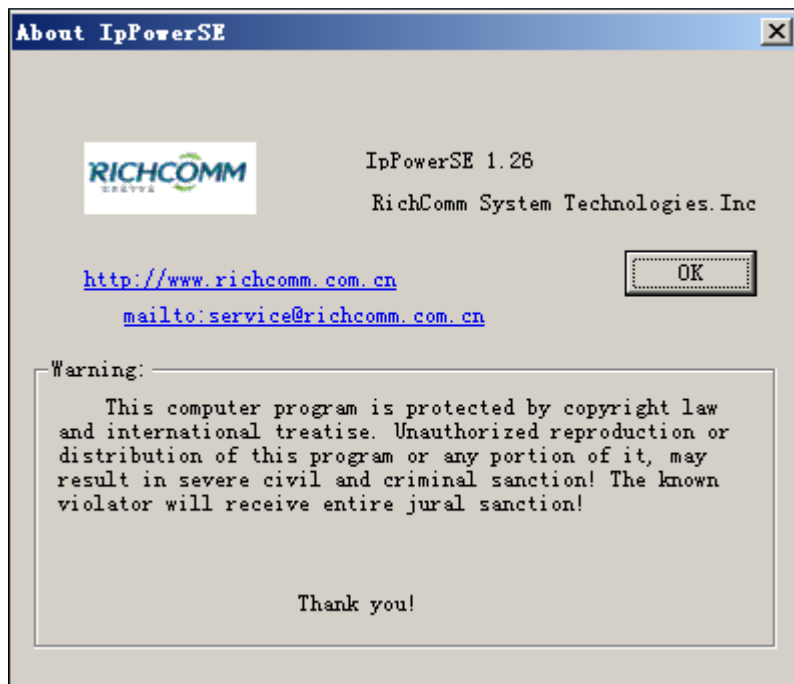 About IpPowerSE
RICHCOMM
IpPowerSE 1.26
RichComm System Technologies.Inc
http://www.richcomm.com.cn
OK
mailto:service@richcomm.com.cn
Warning:
This computer program is protected by copyright law
and international treatise. Unauthorized reproduction or
distribution of this program or any portion of it, may
result in severe civil and criminal sanction! The known
violator will receive entire jural sanction!
Thank you!